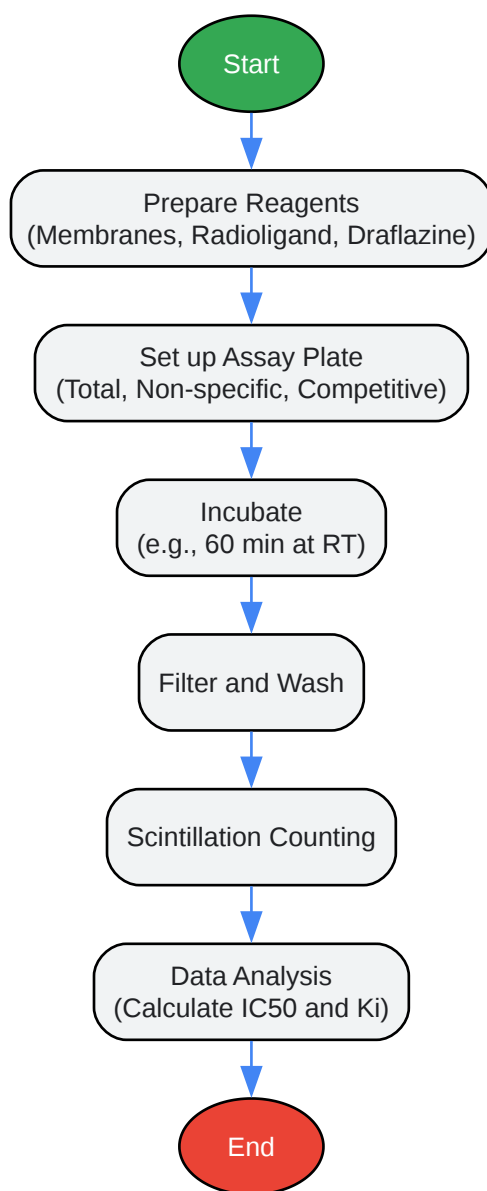 Start
Prepare Reagents
(Membranes, Radioligand, Draflazine)
Set up Assay Plate
(Total, Non-specific, Competitive)
Incubate
(e.g., 60 min at RT)
Filter and Wash
Scintillation Counting
Data Analysis
(Calculate IC50 and Ki)
End